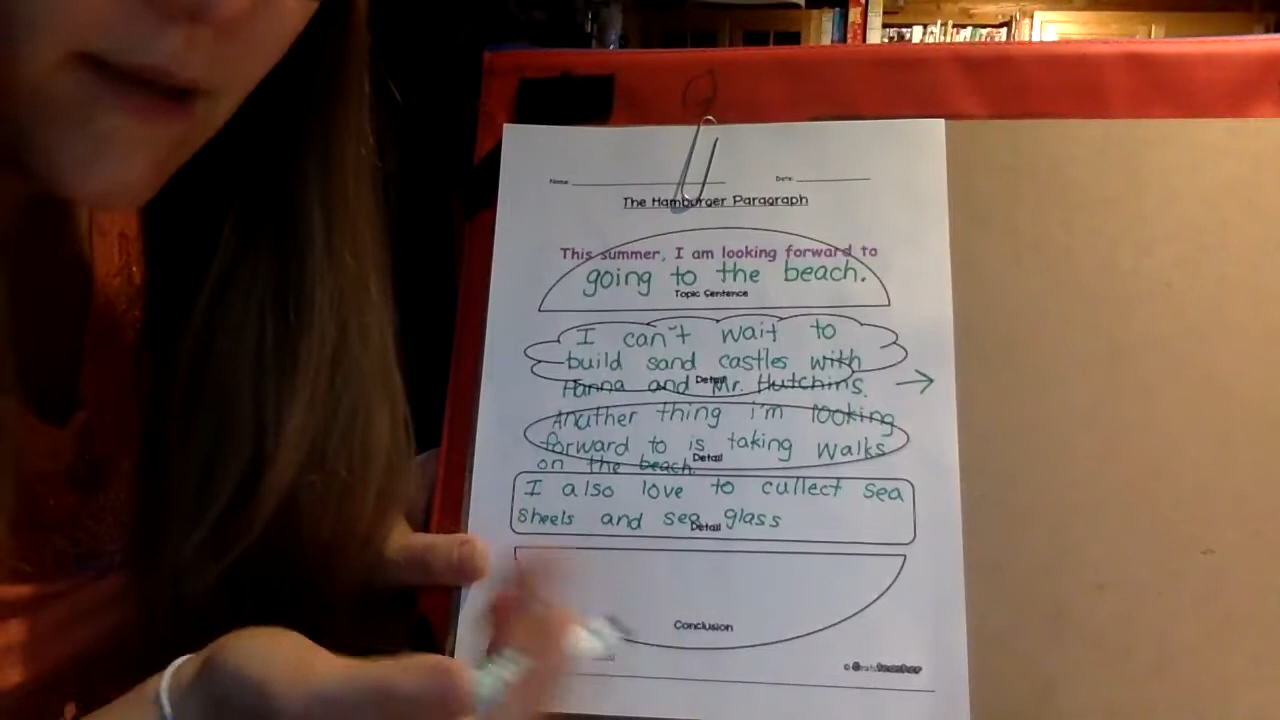 Name: Date:
The Hamburger Paragraph
This summer, I am looking forward to
going to the beach.
Topic Sentence
I can't wait to
build sand castles with
Hanna and Mr. Hutchins.
Detail
Another thing i'm looking
forward to is taking walks
on the beach.
Detail
I also love to cullect sea
sheels and sea glass
Detail
Conclusion